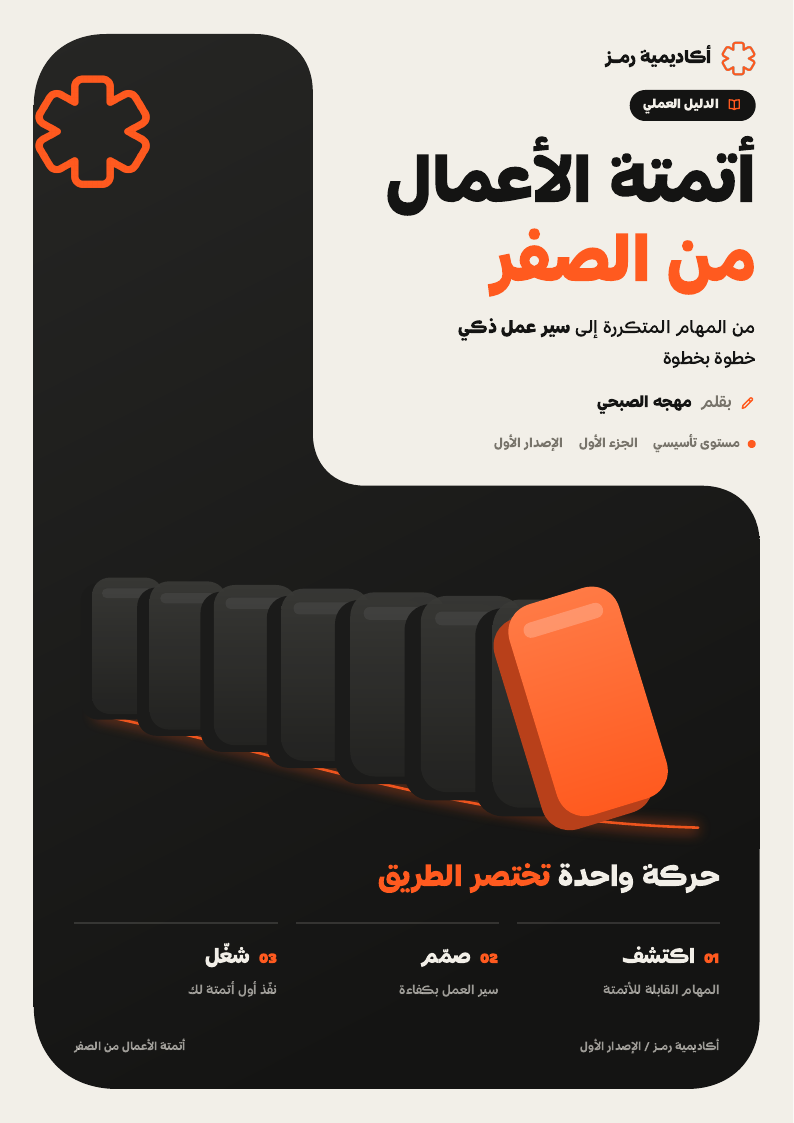 أكاديمية رمـز
الدليل العملي
أتمتة الأعمال
من الصفر
من المهام المتكررة إلى سير عمل ذكي
خطوة بخطوة
بقلم مهجه الصبحي
مستوى تأسيسي الجزء الأول الإصدار الأول
حركة واحدة تختصر الطريق
01 اكتشف
المهام القابلة للأتمتة
02 صمّم
سير العمل بكفاءة
03 شغّل
نفّذ أول أتمتة لك
أكاديمية رمـز / الإصدار الأول
أتمتة الأعمال من الصفر